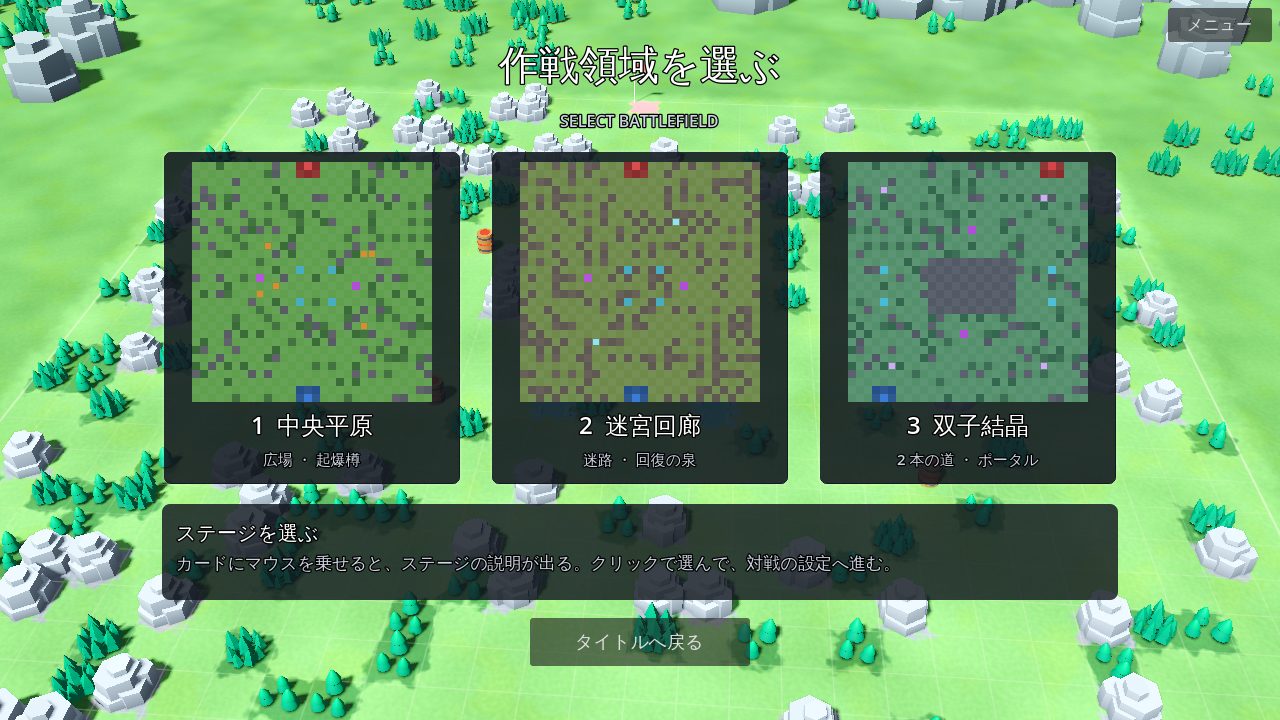 メニュー
作戦領域を選ぶ
SELECT BATTLEFIELD
1 中央平原
広場 ・ 起爆樽
2 迷宮回廊
迷路 ・ 回復の泉
3 双子結晶
2 本の道 ・ ポータル
ステージを選ぶ
カードにマウスを乗せると、ステージの説明が出る。クリックで選んで、対戦の設定へ進む。
タイトルへ戻る